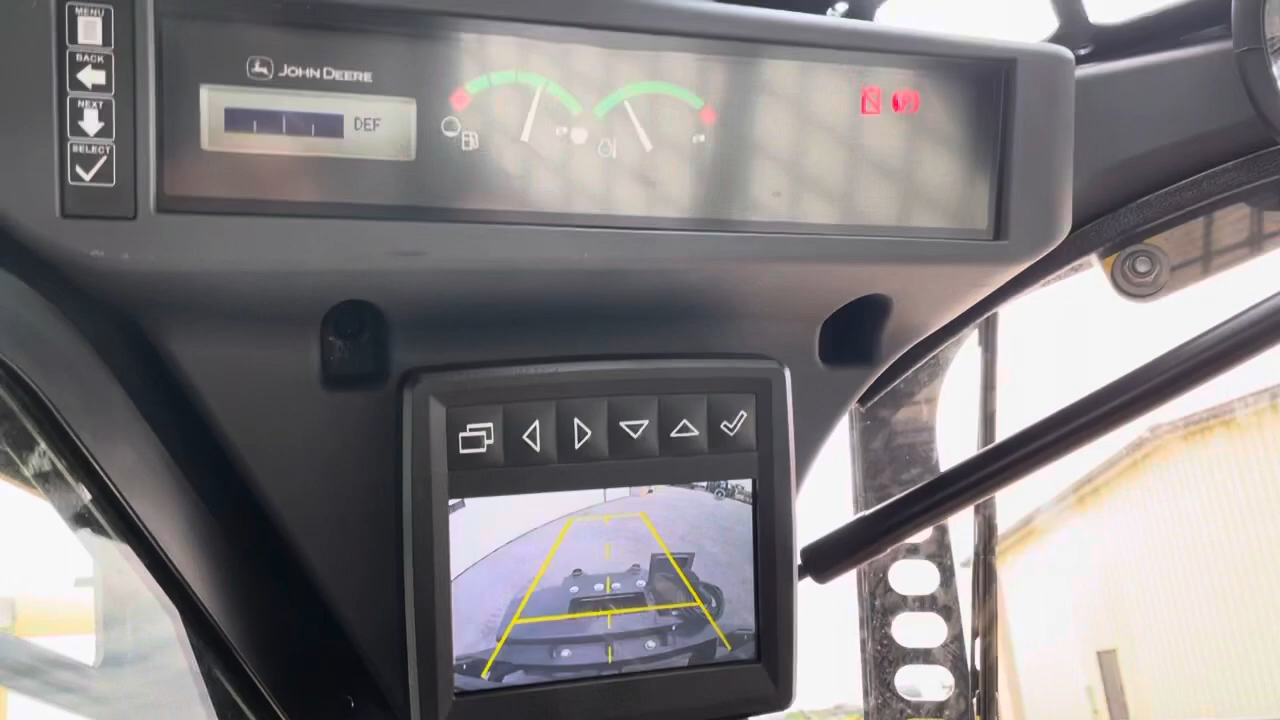 MENU
BACK
NEXT
SELECT
JOHN DEERE
DEF
(P)